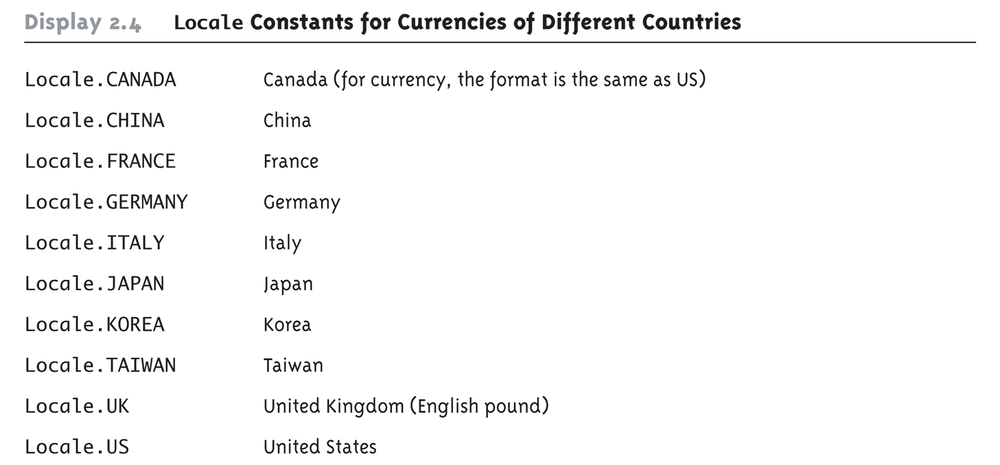 Display 2.4 Locale Constants for Currencies of Different Countries
Locale.CANADA Canada (for currency, the format is the same as US)
Locale.CHINA China
Locale.FRANCE France
Locale.GERMANY Germany
Locale.ITALY Italy
Locale.JAPAN Japan
Locale.KOREA Korea
Locale.TAIWAN Taiwan
Locale.UK United Kingdom (English pound)
Locale.US United States